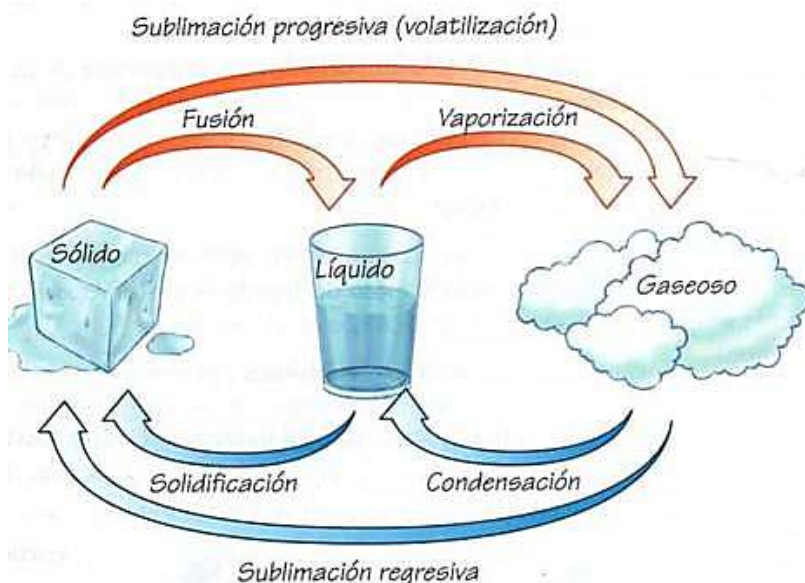 Sublimación progresiva (volatilización)
Fusión
Vaporización
Sólido
Líquido
Gaseoso
Solidificación
Condensación
Sublimación regresiva